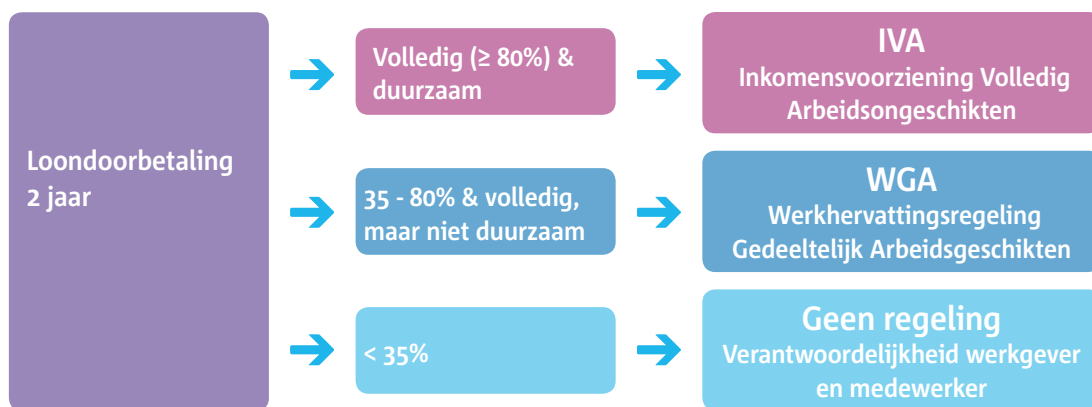 Loondoorbetaling
2 jaar
Volledig (≥ 80%) &
duurzaam
IVA
Inkomensvoorziening Volledig
Arbeidsongeschikten
35 - 80% & volledig,
maar niet duurzaam
WGA
Werkhervattingsregeling
Gedeeltelijk Arbeidsgeschikten
< 35%
Geen regeling
Verantwoordelijkheid werkgever
en medewerker